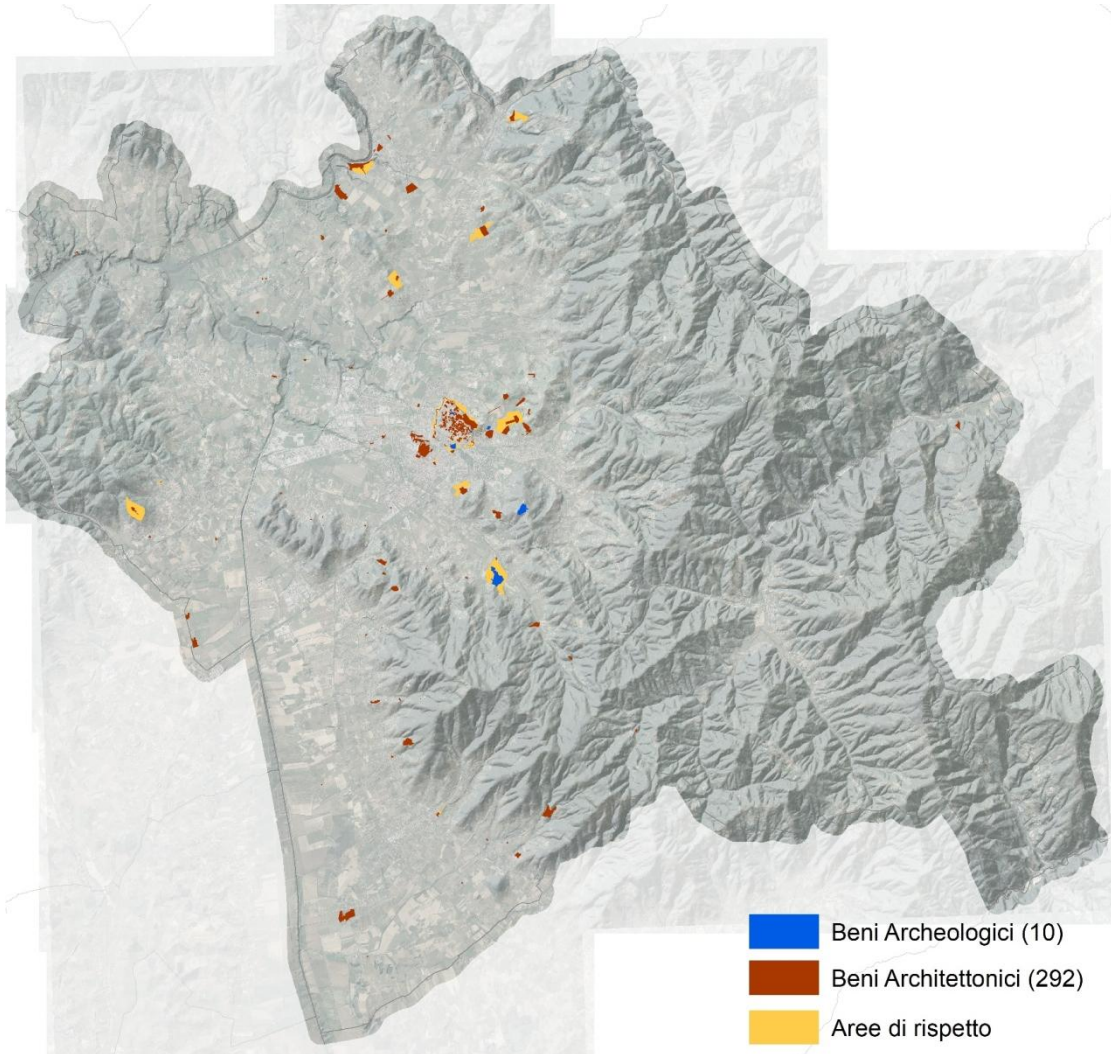 Beni Archeologici (10)
Beni Architettonici (292)
Aree di rispetto